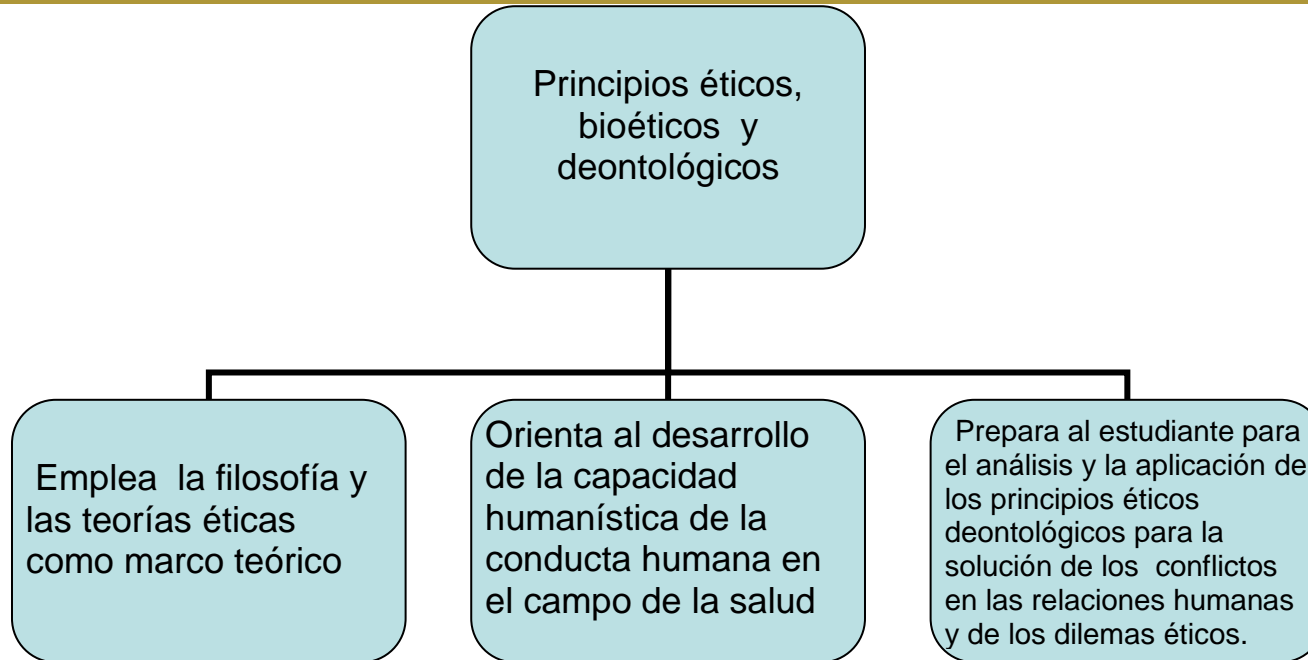 Principios éticos,
bioéticos y
deontológicos
Emplea la filosofía y
las teorías éticas
como marco teórico
Orienta al desarrollo
de la capacidad
humanística de la
conducta humana en
el campo de la salud
Prepara al estudiante para
el análisis y la aplicación de
los principios éticos
deontológicos para la
solución de los conflictos
en las relaciones humanas
y de los dilemas éticos.